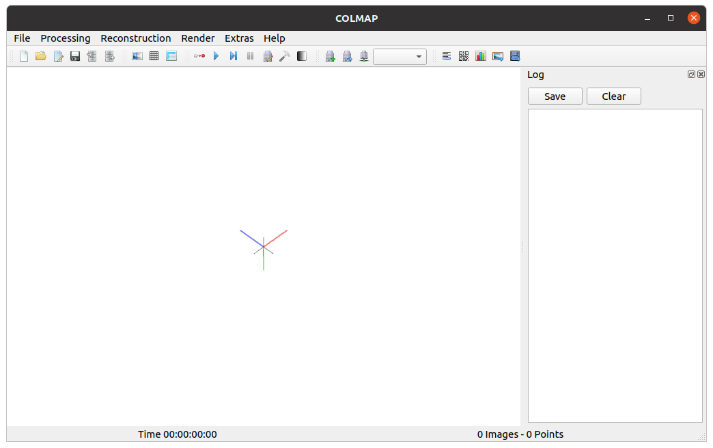 COLMAP
File Processing Reconstruction Render Extras Help
Log
Save Clear
Time 00:00:00:00 0 Images - 0 Points